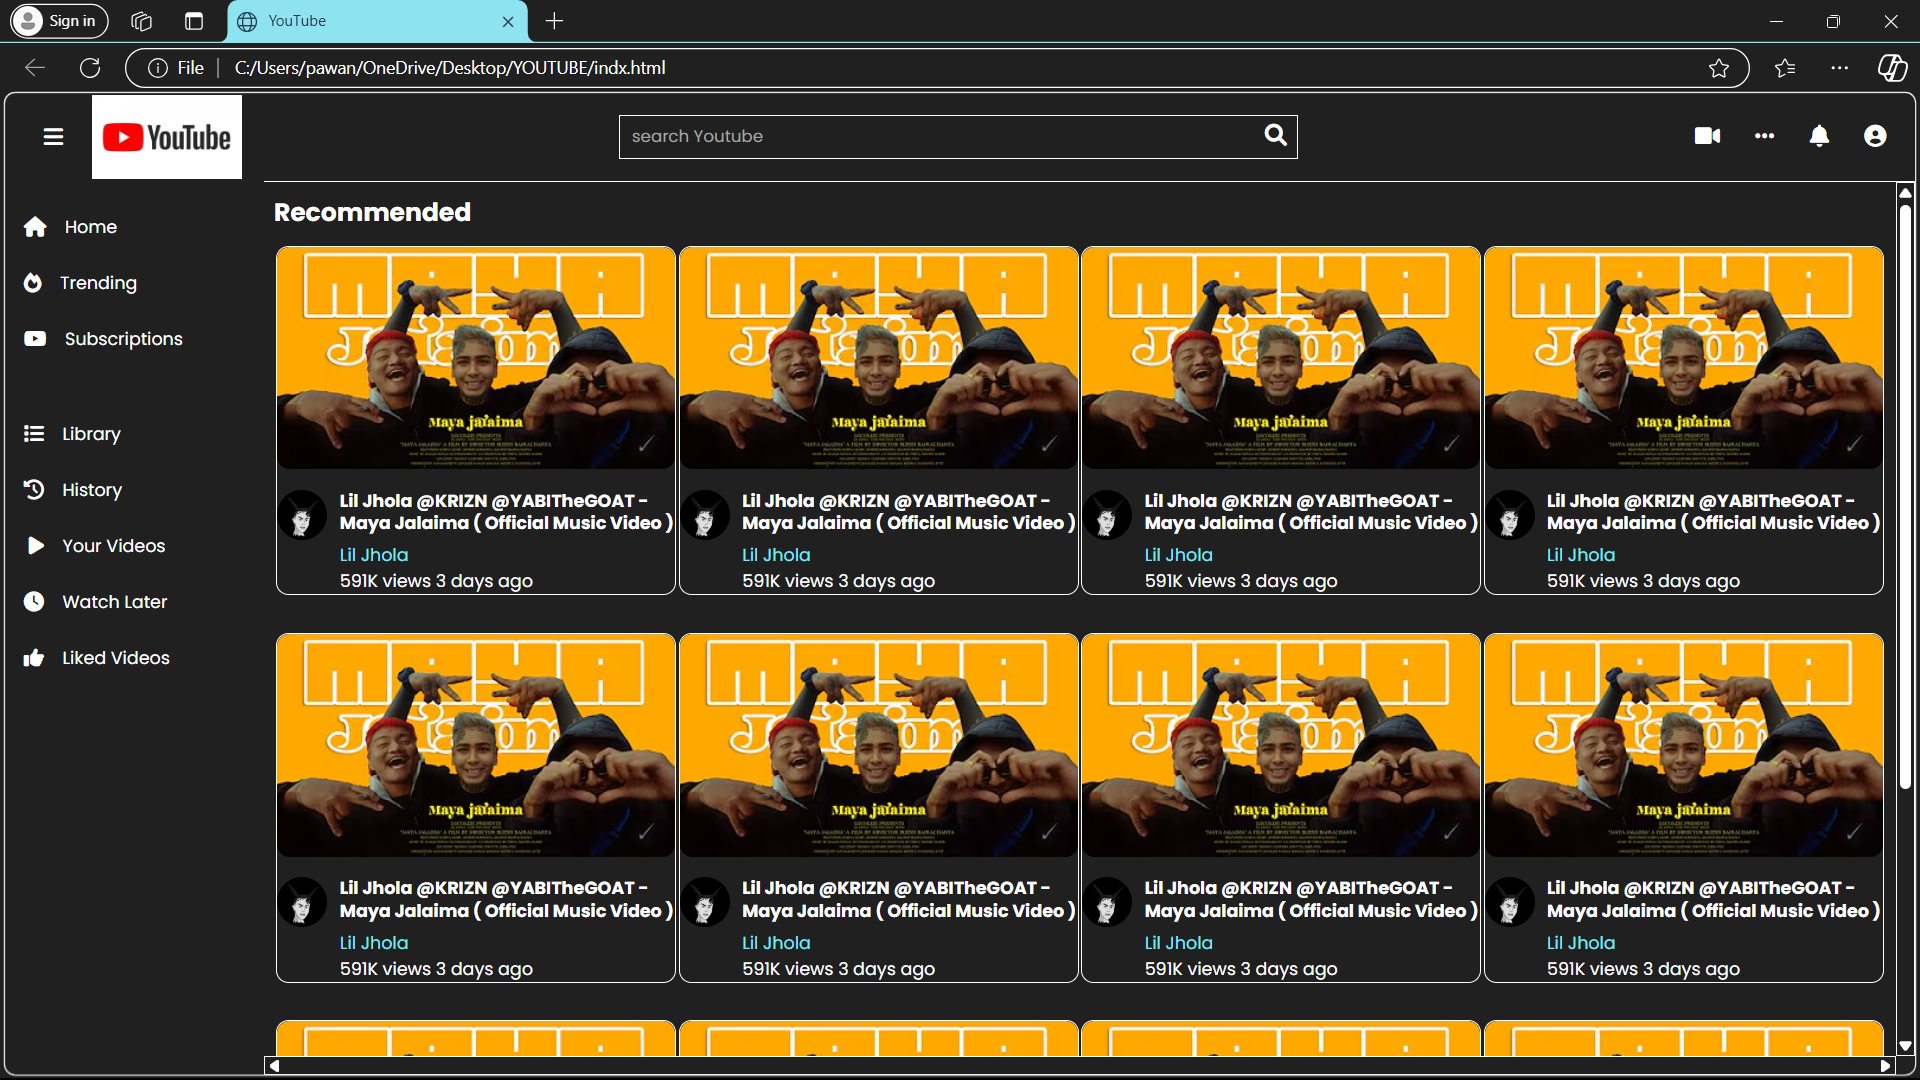 Sign in
YouTube
File
C:/Users/pawan/OneDrive/Desktop/YOUTUBE/indx.html
YouTube
search Youtube
Home
Trending
Subscriptions
Library
History
Your Videos
Watch Later
Liked Videos
Recommended
MAYA
MAYA
MAYA
MAYA
Maya jalaima
Maya jalaima
Maya jalaima
Maya jalaima
Lil Jhola @KRIZN @YABITheGOAT -
Maya Jalaima ( Official Music Video )
Lil Jhola
591K views 3 days ago
Lil Jhola @KRIZN @YABITheGOAT -
Maya Jalaima ( Official Music Video )
Lil Jhola
591K views 3 days ago
Lil Jhola @KRIZN @YABITheGOAT -
Maya Jalaima ( Official Music Video )
Lil Jhola
591K views 3 days ago
Lil Jhola @KRIZN @YABITheGOAT -
Maya Jalaima ( Official Music Video )
Lil Jhola
591K views 3 days ago
MAYA
MAYA
MAYA
MAYA
Maya jalaima
Maya jalaima
Maya jalaima
Maya jalaima
Lil Jhola @KRIZN @YABITheGOAT -
Maya Jalaima ( Official Music Video )
Lil Jhola
591K views 3 days ago
Lil Jhola @KRIZN @YABITheGOAT -
Maya Jalaima ( Official Music Video )
Lil Jhola
591K views 3 days ago
Lil Jhola @KRIZN @YABITheGOAT -
Maya Jalaima ( Official Music Video )
Lil Jhola
591K views 3 days ago
Lil Jhola @KRIZN @YABITheGOAT -
Maya Jalaima ( Official Music Video )
Lil Jhola
591K views 3 days ago